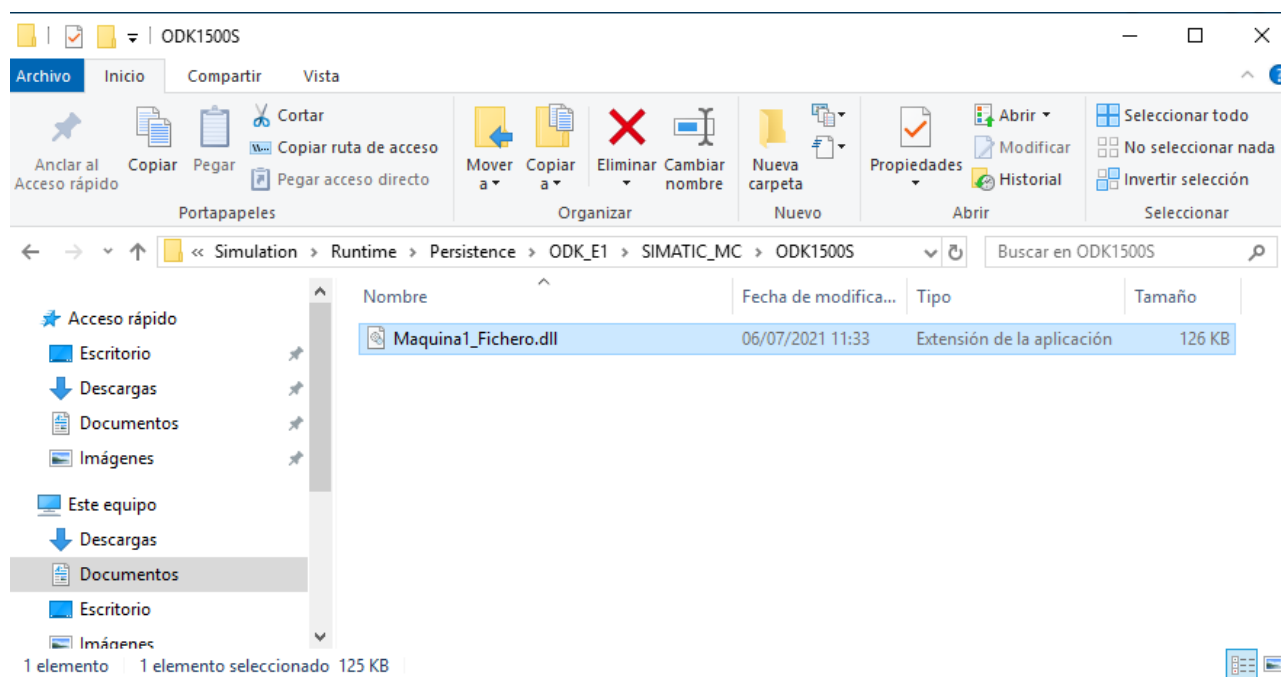 ODK1500S
Archivo Inicio Compartir Vista
Anclar al Acceso rápido
Copiar
Pegar
Cortar
Copiar ruta de acceso
Pegar acceso directo
Portapapeles
Mover a
Copiar a
Eliminar
Cambiar nombre
Organizar
Nueva carpeta
Nuevo
Propiedades
Abrir
Modificar
Historial
Abrir
Seleccionar todo
No seleccionar nada
Invertir selección
Seleccionar
« Simulation > Runtime > Persistence > ODK_E1 > SIMATIC_MC > ODK1500S
Buscar en ODK1500S
Nombre Fecha de modifica... Tipo Tamaño
Maquina1_Fichero.dll 06/07/2021 11:33 Extensión de la aplicación 126 KB
Acceso rápido
Escritorio
Descargas
Documentos
Imágenes
Este equipo
Descargas
Documentos
Escritorio
Imágenes
1 elemento 1 elemento seleccionado 125 KB